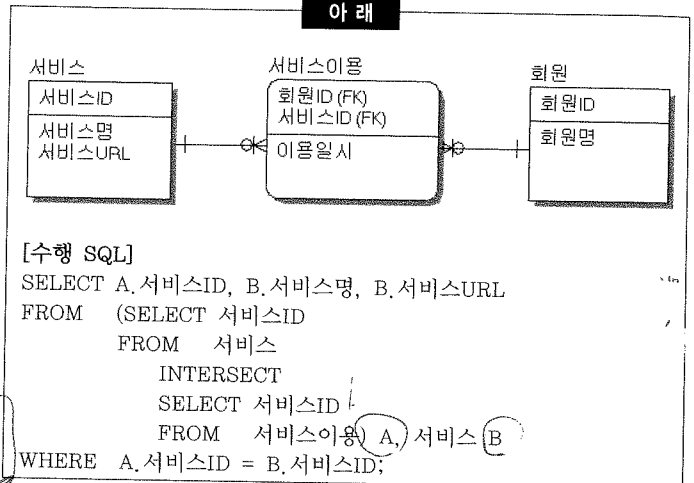 아 래
서비스
서비스이용
회원
서비스ID
회원ID (FK)
서비스ID (FK)
회원ID
서비스명
서비스URL
이용일시
회원명
[수행 SQL]
SELECT A.서비스ID, B.서비스명, B.서비스URL
FROM (SELECT 서비스ID
FROM 서비스
INTERSECT
SELECT 서비스ID
FROM 서비스이용) A, 서비스 B
WHERE A.서비스ID = B.서비스ID;